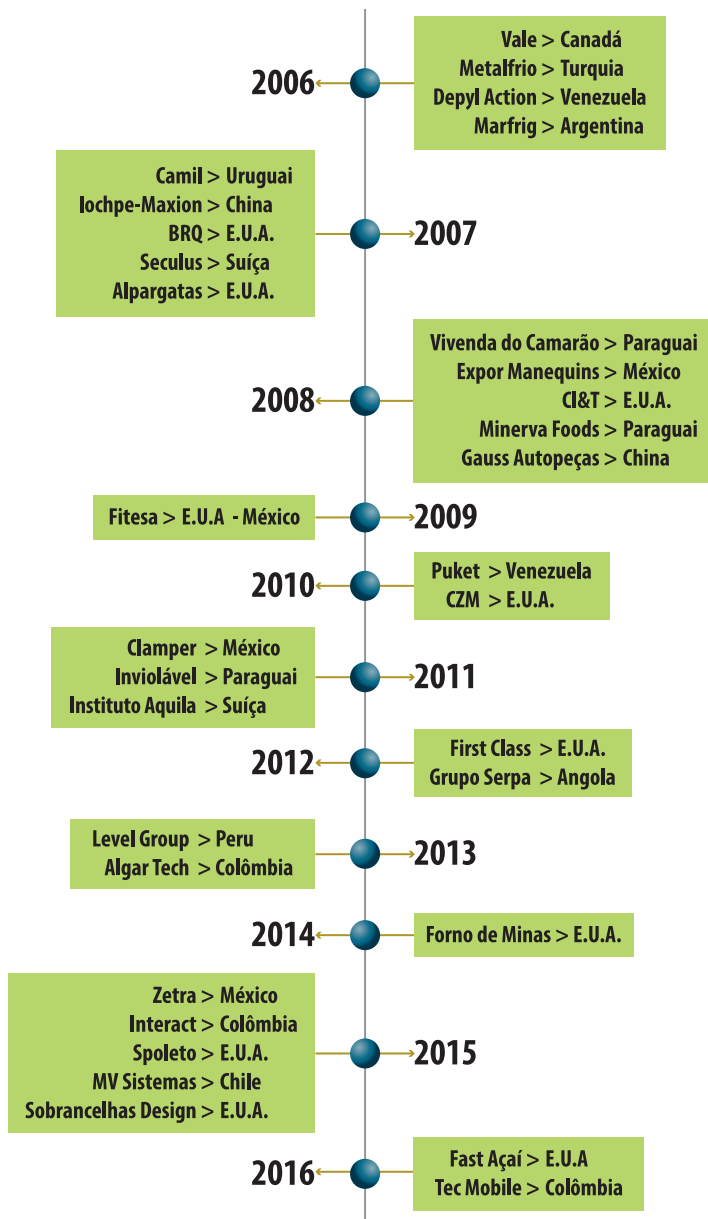 2006
Vale > Canadá
Metalfrio > Turquia
Depyl Action > Venezuela
Marfrig > Argentina
Camil > Uruguai
Iochpe-Maxion > China
BRQ > E.U.A.
Seculus > Suíça
Alpargatas > E.U.A.
2007
2008
Vivenda do Camarão > Paraguai
Expor Manequins > México
CI&T > E.U.A.
Minerva Foods > Paraguai
Gauss Autopeças > China
Fitesa > E.U.A - México
2009
2010
Puket > Venezuela
CZM > E.U.A.
Clamper > México
Inviolável > Paraguai
Instituto Aquila > Suíça
2011
2012
First Class > E.U.A.
Grupo Serpa > Angola
Level Group > Peru
Algar Tech > Colômbia
2013
2014
Forno de Minas > E.U.A.
Zetra > México
Interact > Colômbia
Spoleto > E.U.A.
MV Sistemas > Chile
Sobrancelhas Design > E.U.A.
2015
2016
Fast Açaí > E.U.A
Tec Mobile > Colômbia